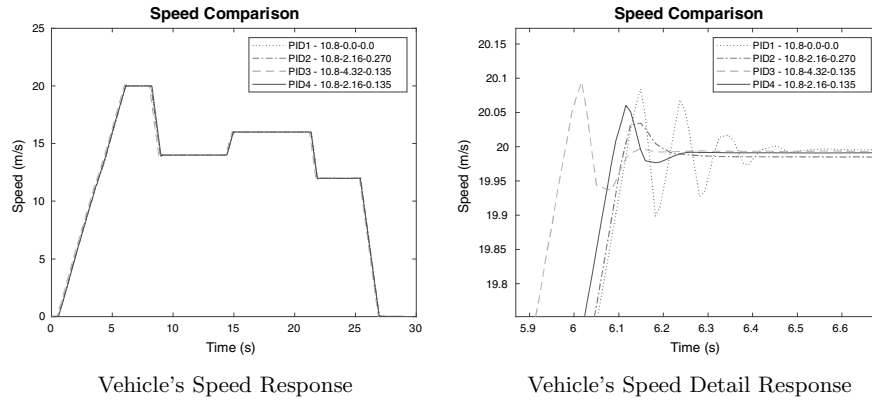 Speed Comparison
25
20
15
10
5
0
Speed (m/s)
0 5 10 15 20 25 30
Time (s)
PID1 - 10.8-0.0-0.0
PID2 - 10.8-2.16-0.270
PID3 - 10.8-4.32-0.135
PID4 - 10.8-2.16-0.135
Vehicle's Speed Response
Speed Comparison
20.15
20.1
20.05
20
19.95
19.9
19.85
19.8
Speed (m/s)
5.9 6 6.1 6.2 6.3 6.4 6.5 6.6
Time (s)
PID1 - 10.8-0.0-0.0
PID2 - 10.8-2.16-0.270
PID3 - 10.8-4.32-0.135
PID4 - 10.8-2.16-0.135
Vehicle's Speed Detail Response